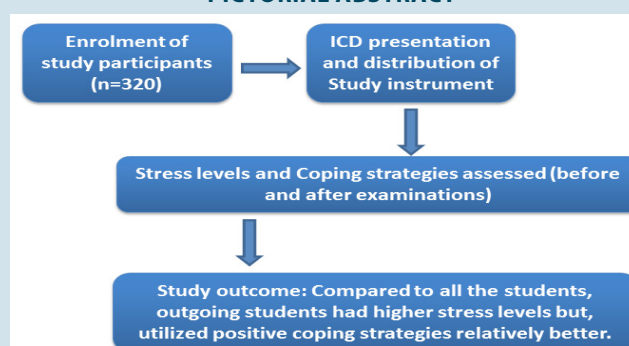 PICTORIAL ABSTRACT
Enrolment of
study participants
(n=320)
ICD presentation
and distribution of
Study instrument
Stress levels and Coping strategies assessed (before
and after examinations)
Study outcome: Compared to all the students,
outgoing students had higher stress levels but,
utilized positive coping strategies relatively better.